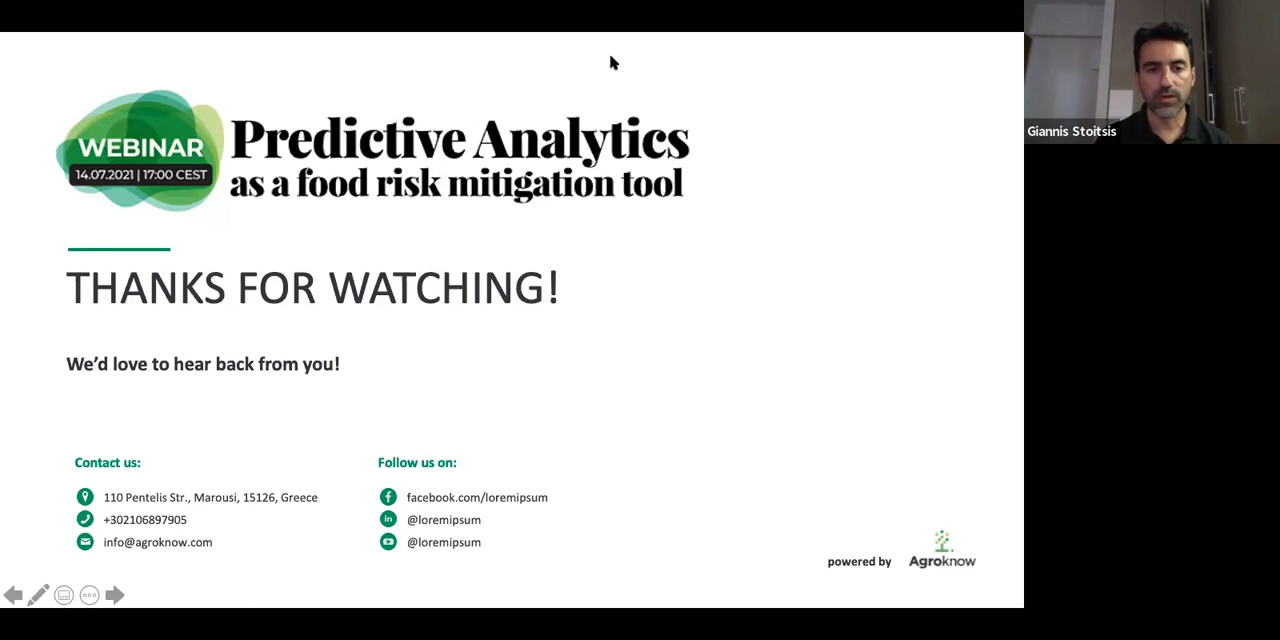 WEBINAR
14.07.2021 | 17:00 CEST
Predictive Analytics
as a food risk mitigation tool
THANKS FOR WATCHING!
We'd love to hear back from you!
Contact us:
110 Pentelis Str., Marousi, 15126, Greece
+302106897905
info@agroknow.com
Follow us on:
facebook.com/loremipsum
in @loremipsum
@loremipsum
powered by Agroknow
Giannis Stoitsis